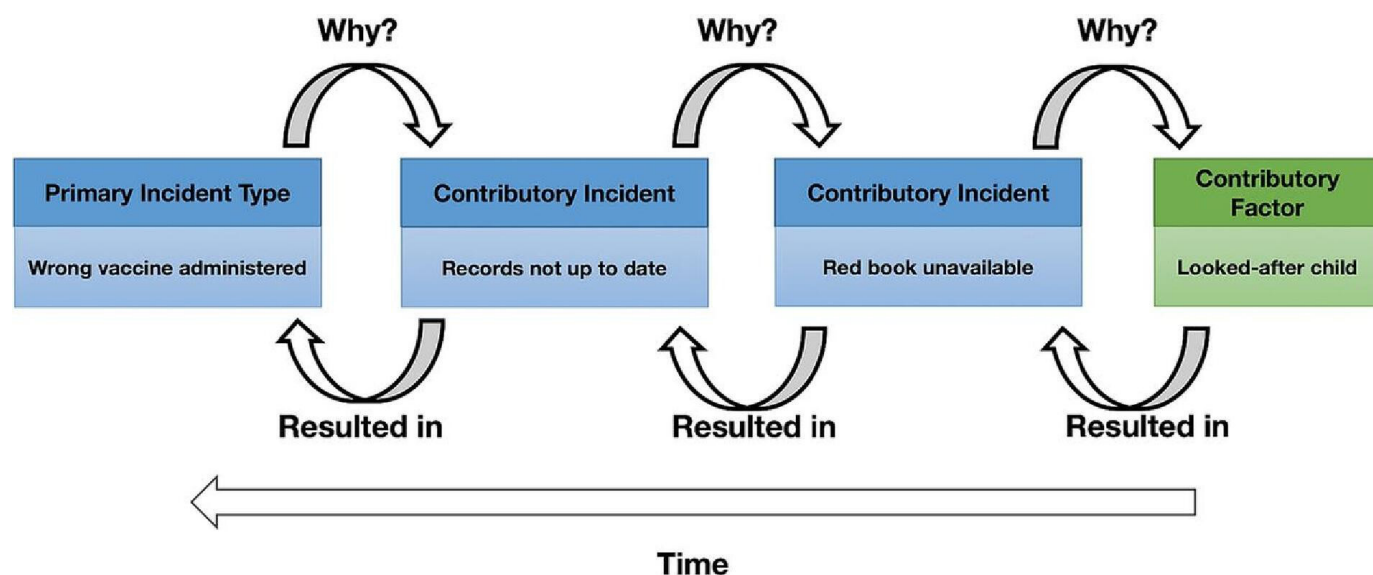 Why?
Why?
Why?
Primary Incident Type
Contributory Incident
Contributory Incident
Contributory
Factor
Wrong vaccine administered
Records not up to date
Red book unavailable
Looked-after child
Resulted in
Resulted in
Resulted in
Time